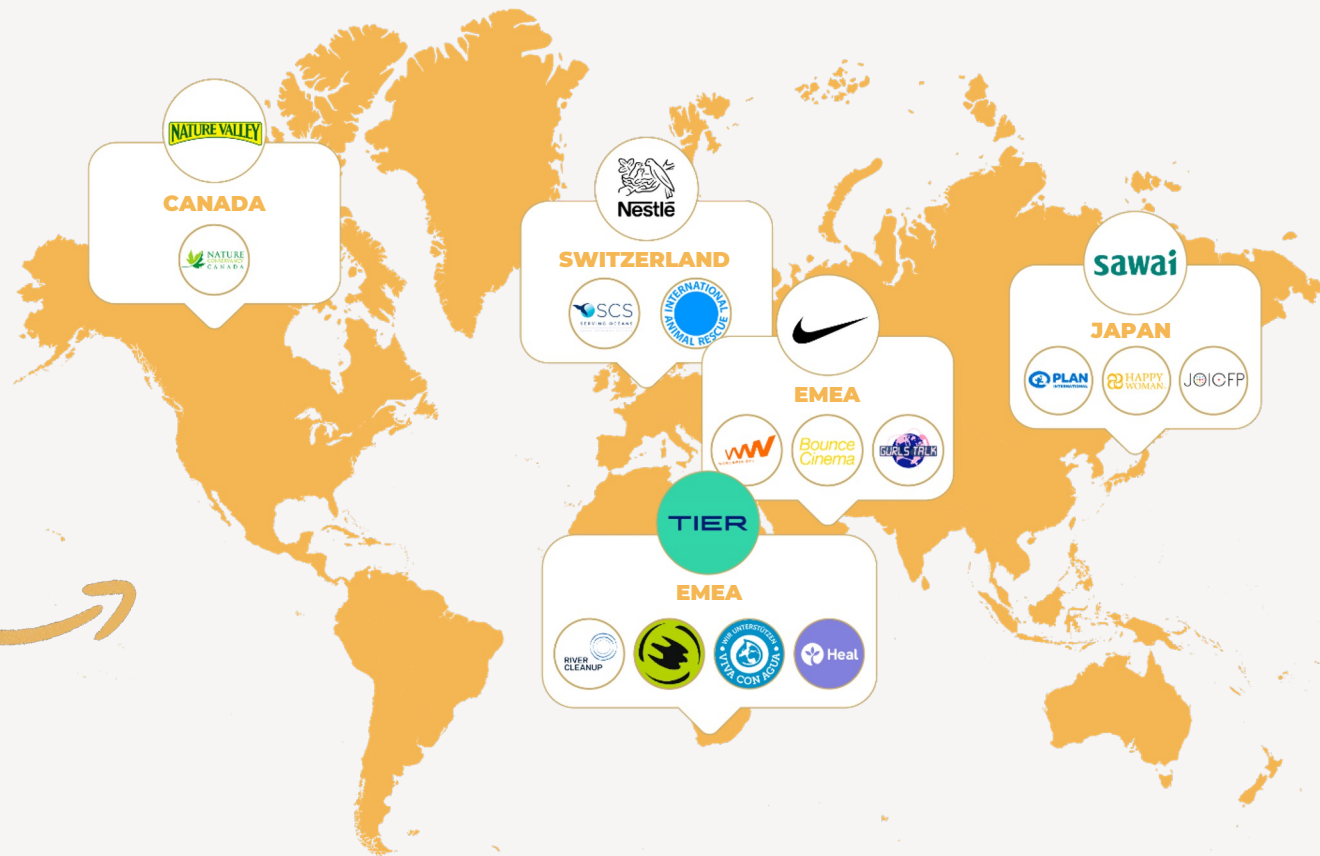 NATURE VALLEY
CANADA
NATURE
CONSERVANCY
CANADA
Nestlé
SWITZERLAND
OSCS
SERVING OCEANS
INTERNATIONAL
ANIMAL RESCUE
EMEA
Bounce
Cinema
GURLS TALK
sawai
JAPAN
PLAN
INTERNATIONAL
HAPPY
WOMAN
JOICFP
TIER
EMEA
RIVER
CLEANUP
WIR UNTERSTÜTZEN
VIVA CON AGUA
Heal